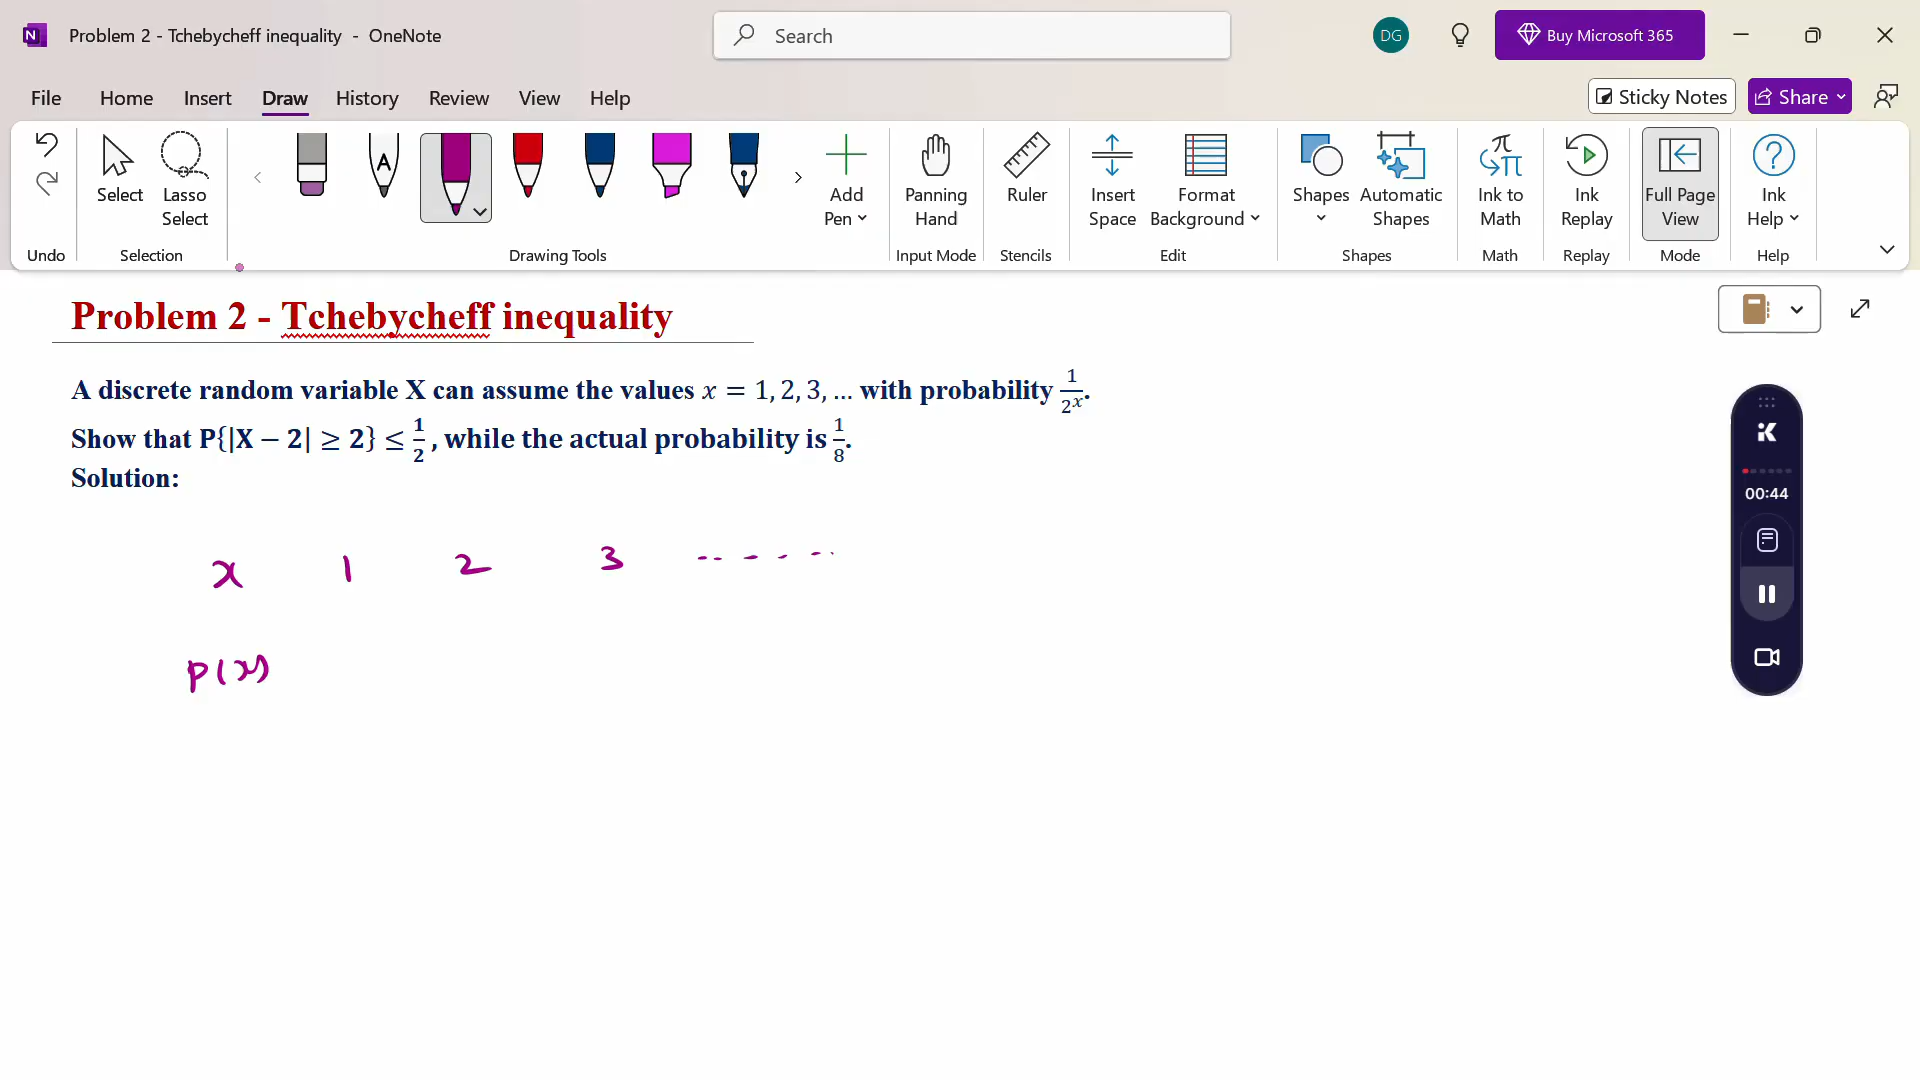 Problem 2 - Tchebycheff inequality - OneNote
Search
DG
Buy Microsoft 365
File Home Insert Draw History Review View Help
Sticky Notes
Share
A
Select
Lasso Select
Add Pen
Panning Hand
Ruler
Insert Space
Format Background
Shapes
Automatic Shapes
Ink to Math
Ink Replay
Full Page View
Ink Help
Undo Selection Drawing Tools Input Mode Stencils Edit Shapes Math Replay Mode Help
Problem 2 - Tchebycheff inequality
A discrete random variable X can assume the values x = 1, 2, 3, … with probability 1/2^x.
Show that P{|X − 2| ≥ 2} ≤ 1/2, while the actual probability is 1/8.
Solution:
00:44
x 1 2 3 - - - - - -
p(x)